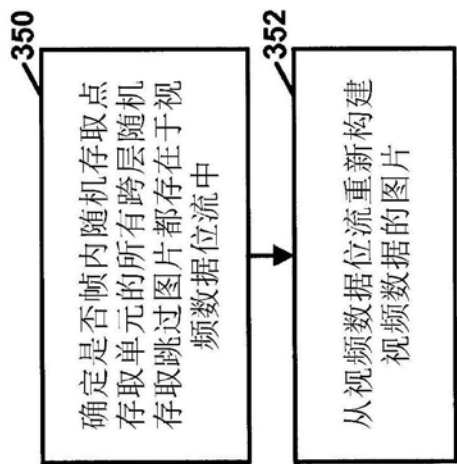 350
确定是否帧内随机存取点
存取单元的所有跨层随机
存取跳过图片都存在于视
频数据位流中
352
从视频数据位流重新构建
视频数据的图片